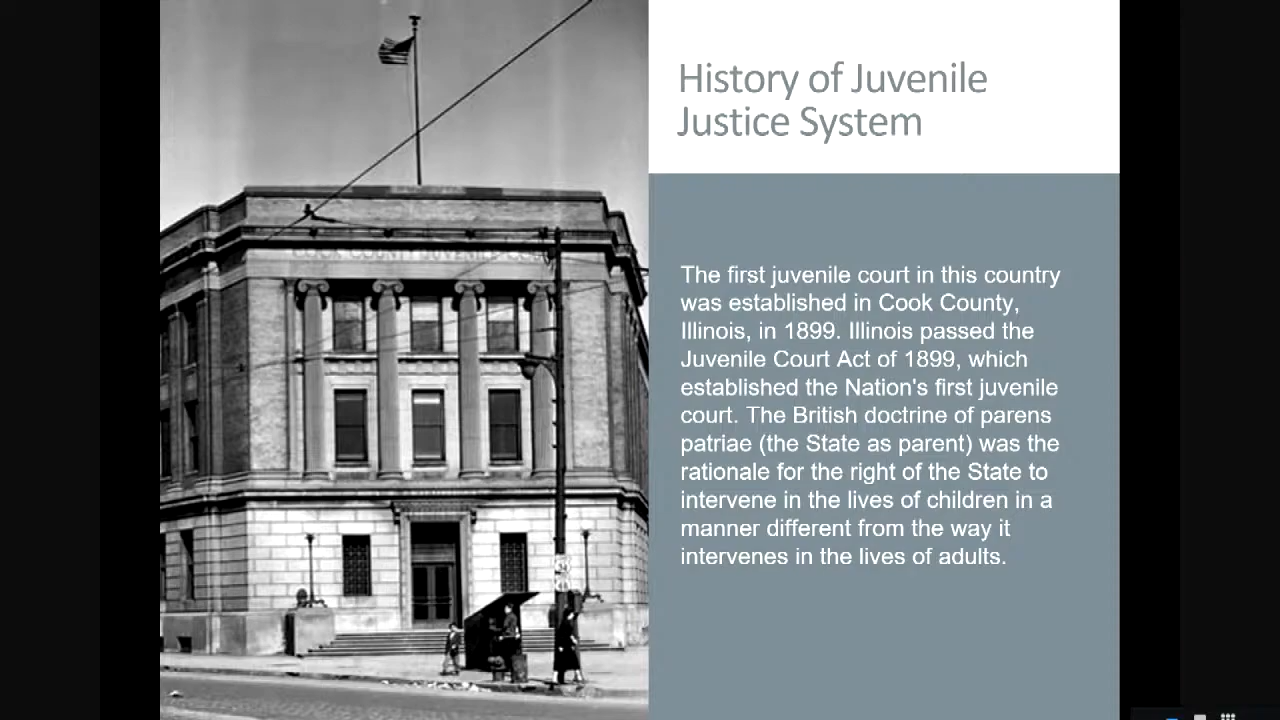 History of Juvenile
Justice System
COOK COUNTY JUVENILE
The first juvenile court in this country
was established in Cook County,
Illinois, in 1899. Illinois passed the
Juvenile Court Act of 1899, which
established the Nation's first juvenile
court. The British doctrine of parens
patriae (the State as parent) was the
rationale for the right of the State to
intervene in the lives of children in a
manner different from the way it
intervenes in the lives of adults.